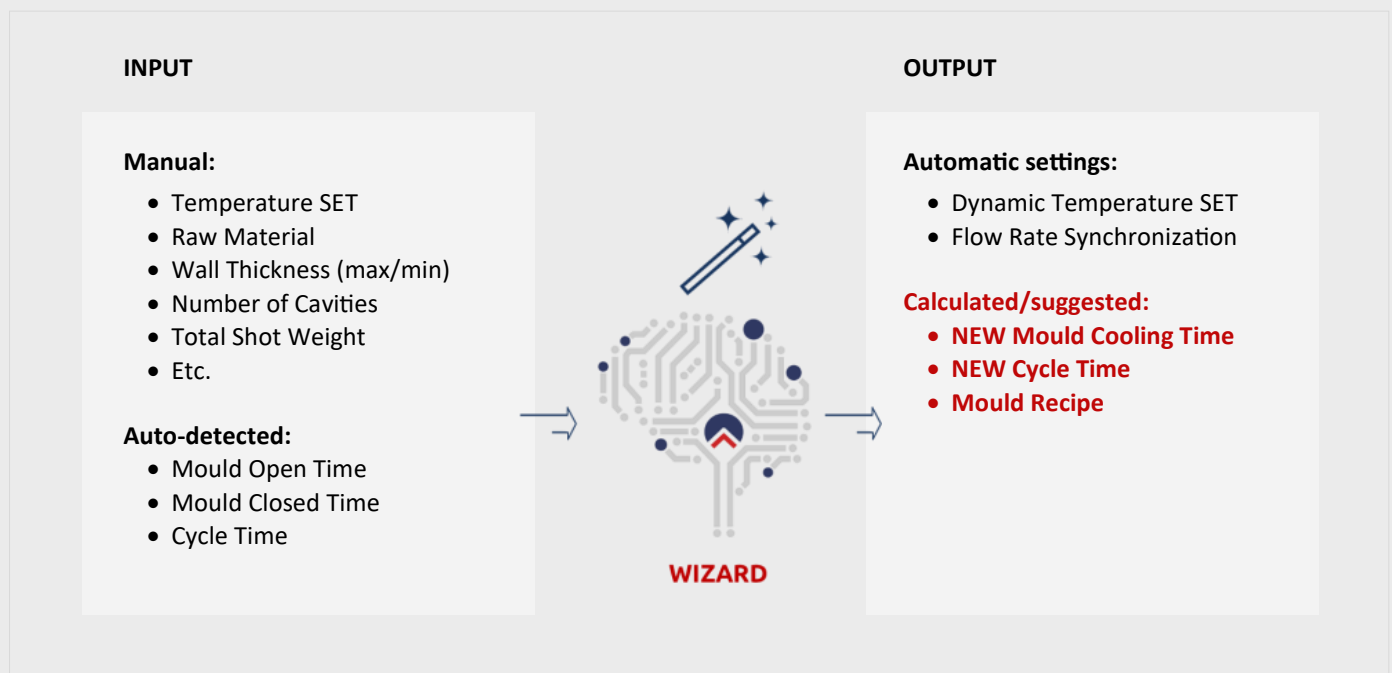 INPUT
Manual:
• Temperature SET
• Raw Material
• Wall Thickness (max/min)
• Number of Cavities
• Total Shot Weight
• Etc.
Auto-detected:
• Mould Open Time
• Mould Closed Time
• Cycle Time
WIZARD
OUTPUT
Automatic settings:
• Dynamic Temperature SET
• Flow Rate Synchronization
Calculated/suggested:
• NEW Mould Cooling Time
• NEW Cycle Time
• Mould Recipe